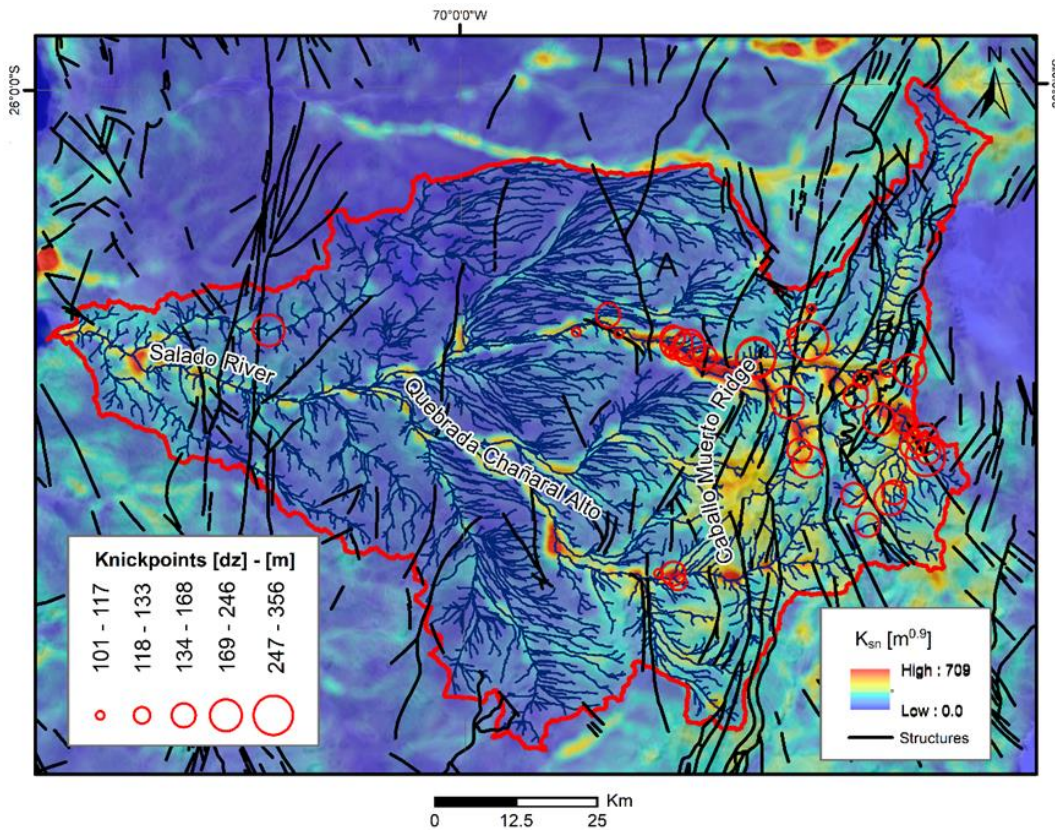 70°0'0"W
26°0'0"S
N
A
B
Salado River
Quebrada Chañaral Alto
Caballo Muerto Ridge
Knickpoints [dz] - [m]
101 - 117
118 - 133
134 - 168
169 - 246
247 - 356
Ksn [m0.9]
High : 709
Low : 0.0
Structures
Km
0 12.5 25